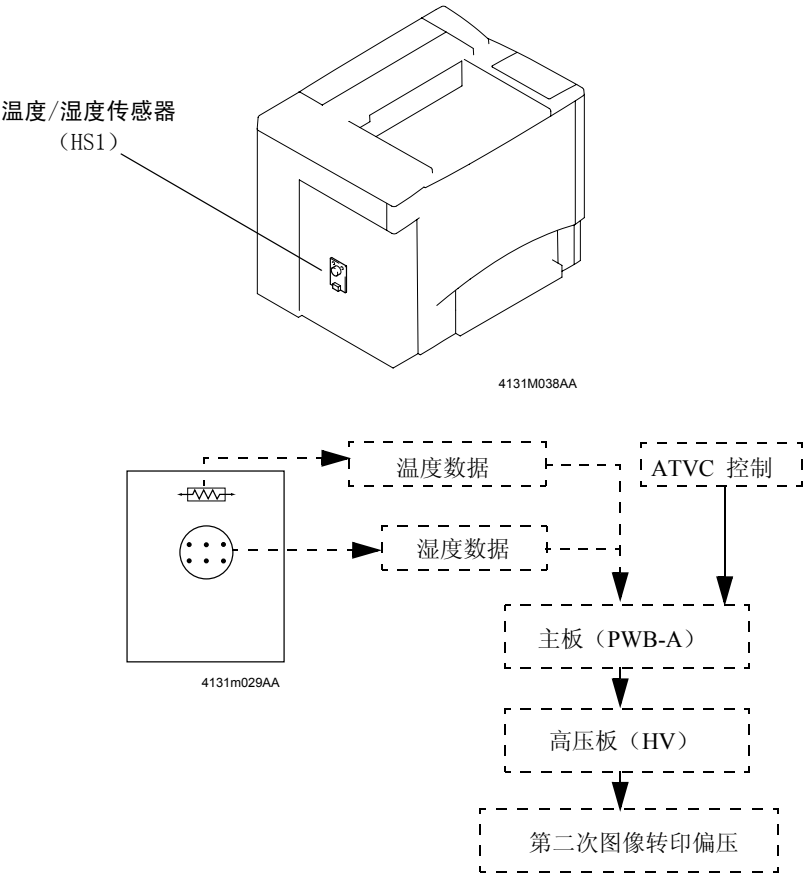 温度/湿度传感器
（HS1）
4131M038AA
温度数据
ATVC 控制
湿度数据
主板（PWB-A）
4131m029AA
高压板（HV）
第二次图像转印偏压